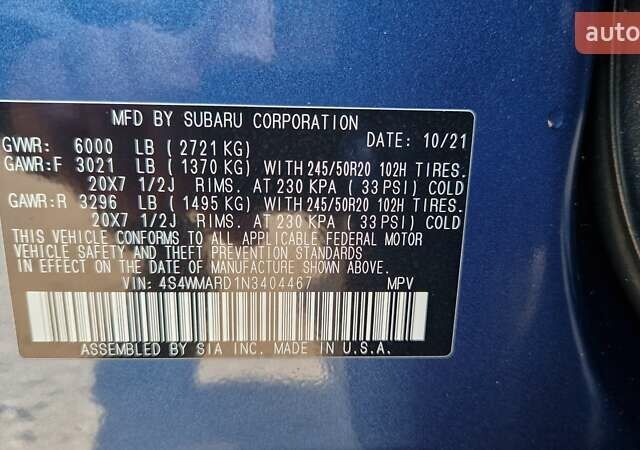 auto
MFD BY SUBARU CORPORATION
GVWR: 6000 LB ( 2721 KG) DATE: 10/21
GAWR:F 3021 LB ( 1370 KG) WITH 245/50R20 102H TIRES.
20X7 1/2J RIMS. AT 230 KPA ( 33 PSI) COLD
GAWR:R 3296 LB ( 1495 KG) WITH 245/50R20 102H TIRES.
20X7 1/2J RIMS. AT 230 KPA ( 33 PSI) COLD
THIS VEHICLE CONFORMS TO ALL APPLICABLE FEDERAL MOTOR
VEHICLE SAFETY AND THEFT PREVENTION STANDARDS
IN EFFECT ON THE DATE OF MANUFACTURE SHOWN ABOVE.
VIN: 4S4WMARD1N3404467 MPV
ASSEMBLED BY SIA INC. MADE IN U.S.A.